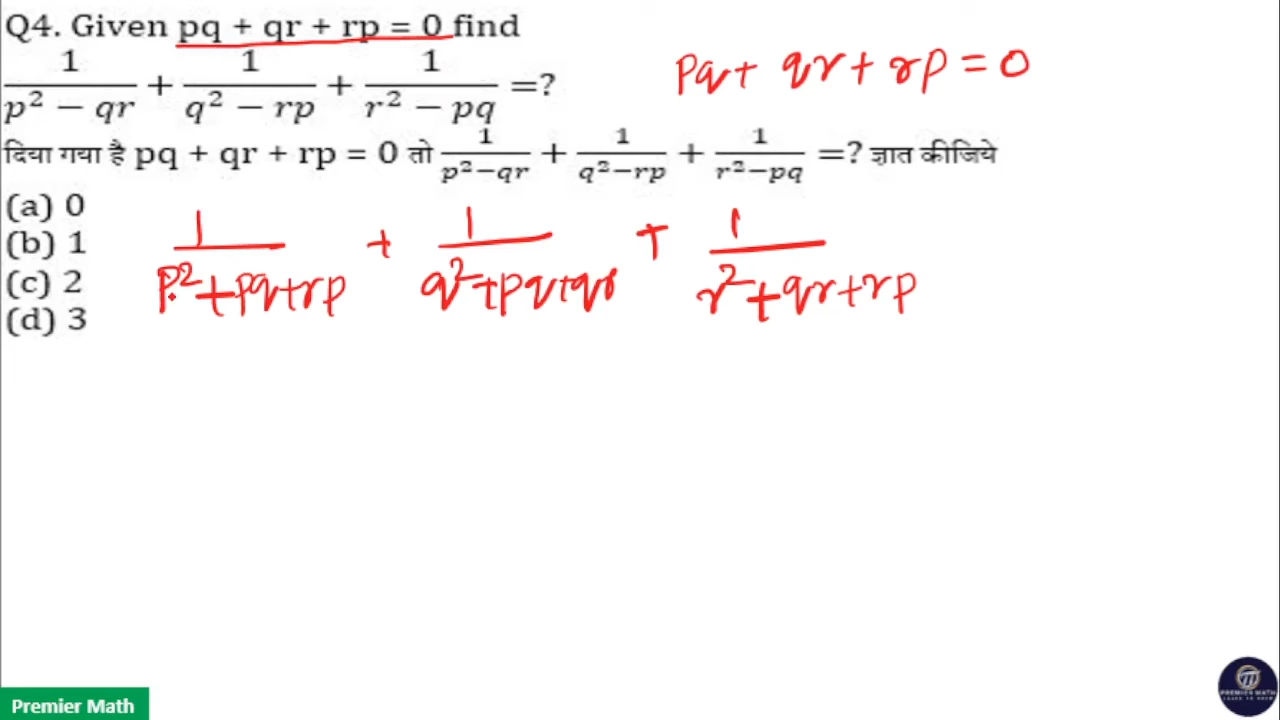 Q4. Given pq + qr + rp = 0 find
1/(p² − qr) + 1/(q² − rp) + 1/(r² − pq) =?
pq + qr + rp = 0
दिया गया है pq + qr + rp = 0 तो 1/(p²−qr) + 1/(q²−rp) + 1/(r²−pq) =? ज्ञात कीजिये
(a) 0
(b) 1
(c) 2
(d) 3
1/(p²+pq+rp) + 1/(q²+pq+qr) + 1/(r²+qr+rp)
Premier Math
PREMIER MATH